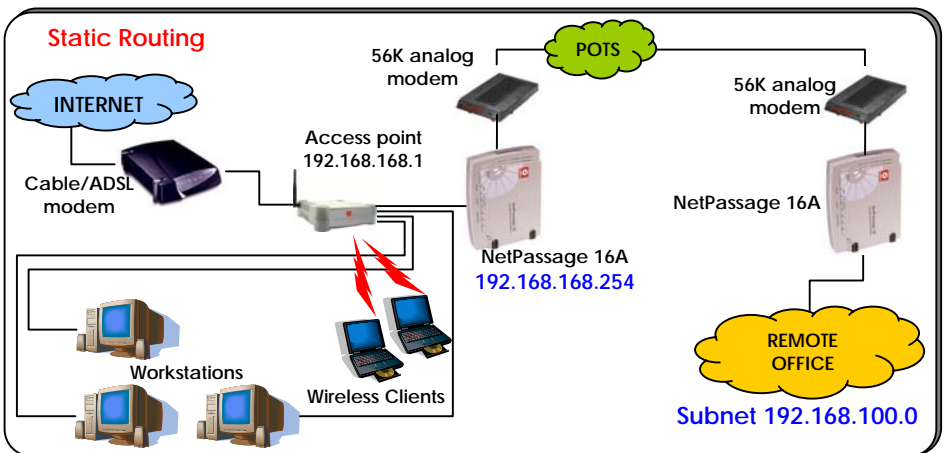 Static Routing
INTERNET
Cable/ADSL
modem
Access point
192.168.168.1
56K analog
modem
POTS
56K analog
modem
NetPassage 16A
192.168.168.254
NetPassage 16A
REMOTE
OFFICE
Subnet 192.168.100.0
Workstations
Wireless Clients